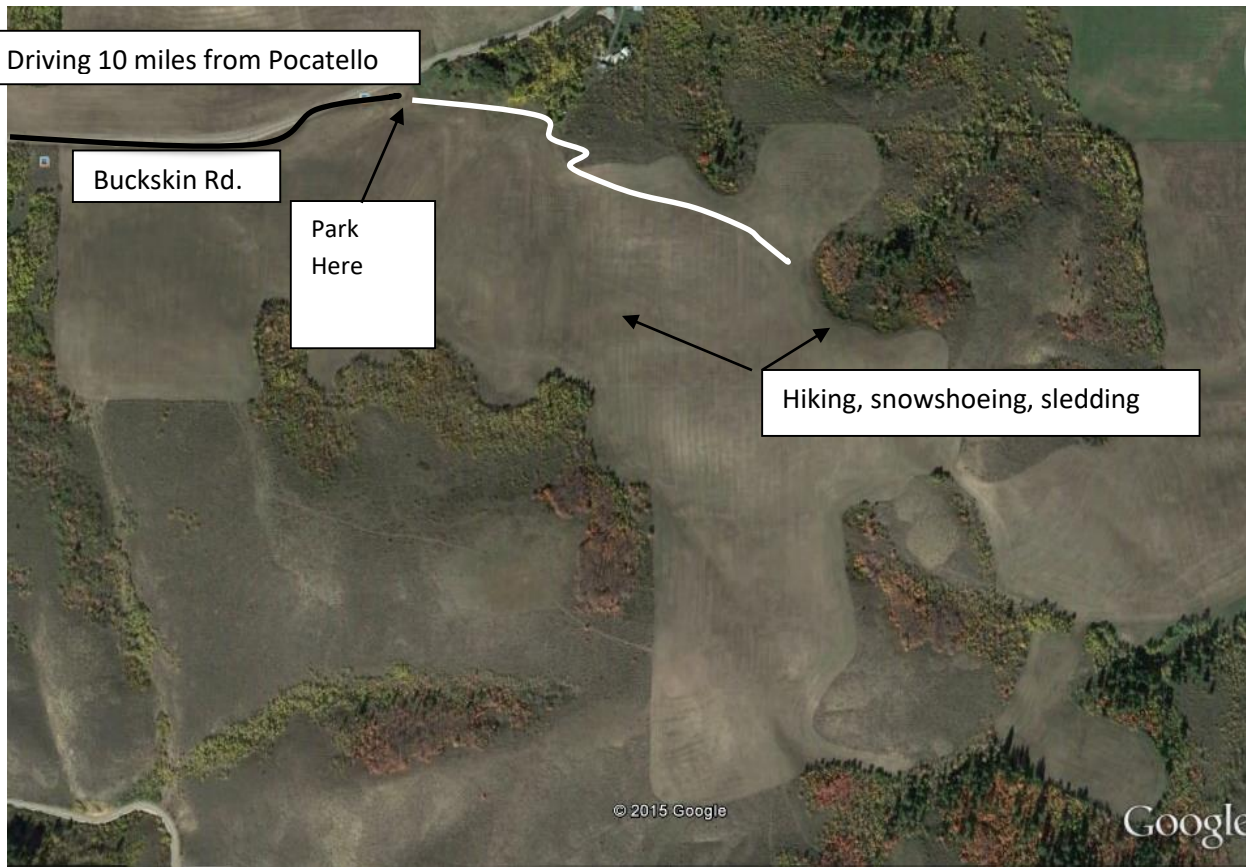 Driving 10 miles from Pocatello
Buckskin Rd.
Park
Here
Hiking, snowshoeing, sledding
© 2015 Google
Google